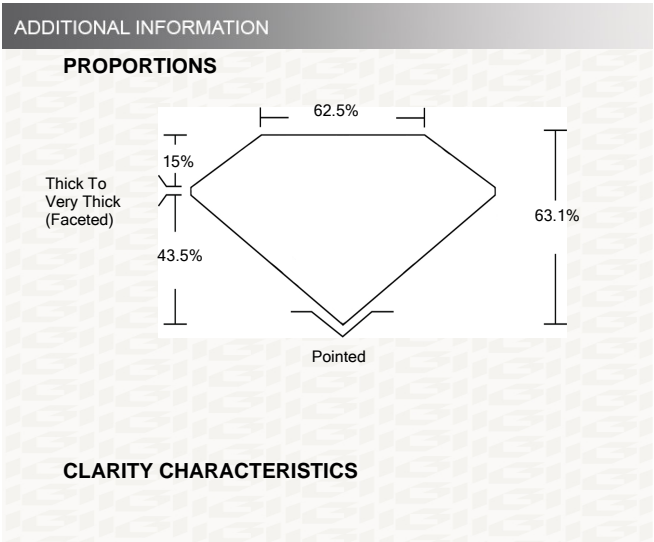 ADDITIONAL INFORMATION
PROPORTIONS
62.5%
15%
Thick To
Very Thick
(Faceted)
63.1%
43.5%
Pointed
CLARITY CHARACTERISTICS